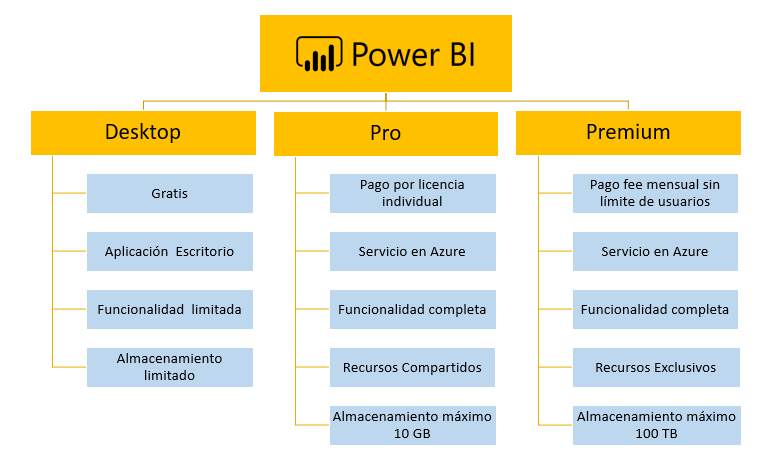 Power BI
Desktop
Gratis
Aplicación Escritorio
Funcionalidad limitada
Almacenamiento
limitado
Pro
Pago por licencia
individual
Servicio en Azure
Funcionalidad completa
Recursos Compartidos
Almacenamiento máximo
10 GB
Premium
Pago fee mensual sin
límite de usuarios
Servicio en Azure
Funcionalidad completa
Recursos Exclusivos
Almacenamiento máximo
100 TB